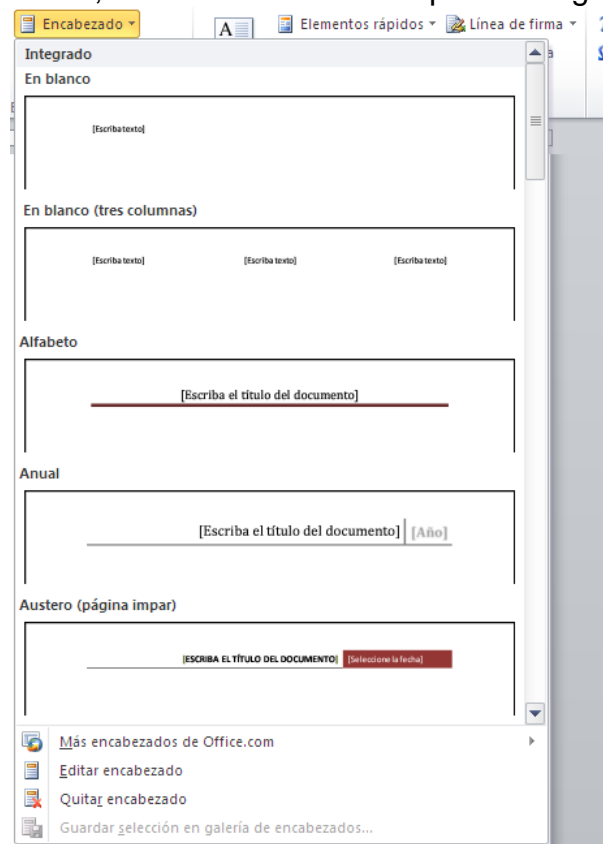 Encabezado
A
Elementos rápidos
Línea de firma
Integrado
En blanco
[Escriba texto]
En blanco (tres columnas)
[Escriba texto] [Escriba texto] [Escriba texto]
Alfabeto
[Escriba el título del documento]
Anual
[Escriba el título del documento] [Año]
Austero (página impar)
[ESCRIBA EL TÍTULO DEL DOCUMENTO] [Seleccione la fecha]
Más encabezados de Office.com
Editar encabezado
Quitar encabezado
Guardar selección en galería de encabezados...